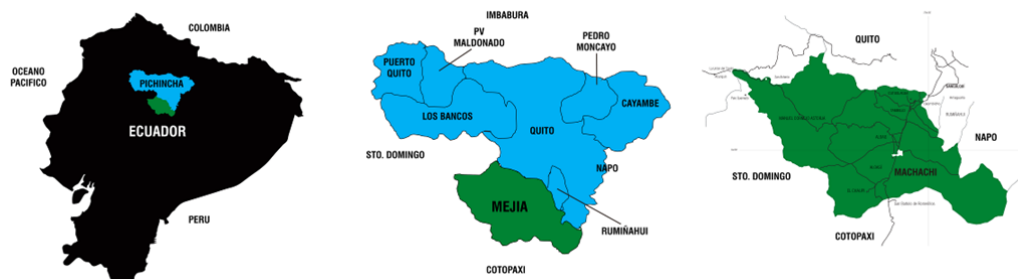 COLOMBIA
OCEANO
PACIFICO
PICHINCHA
ECUADOR
PERU
IMBABURA
PV
MALDONADO
PEDRO
MONCAYO
PUERTO
QUITO
CAYAMBE
LOS BANCOS
QUITO
STO. DOMINGO
NAPO
MEJIA
RUMIÑAHUI
COTOPAXI
QUITO
NAPO
STO. DOMINGO
MACHACHI
COTOPAXI